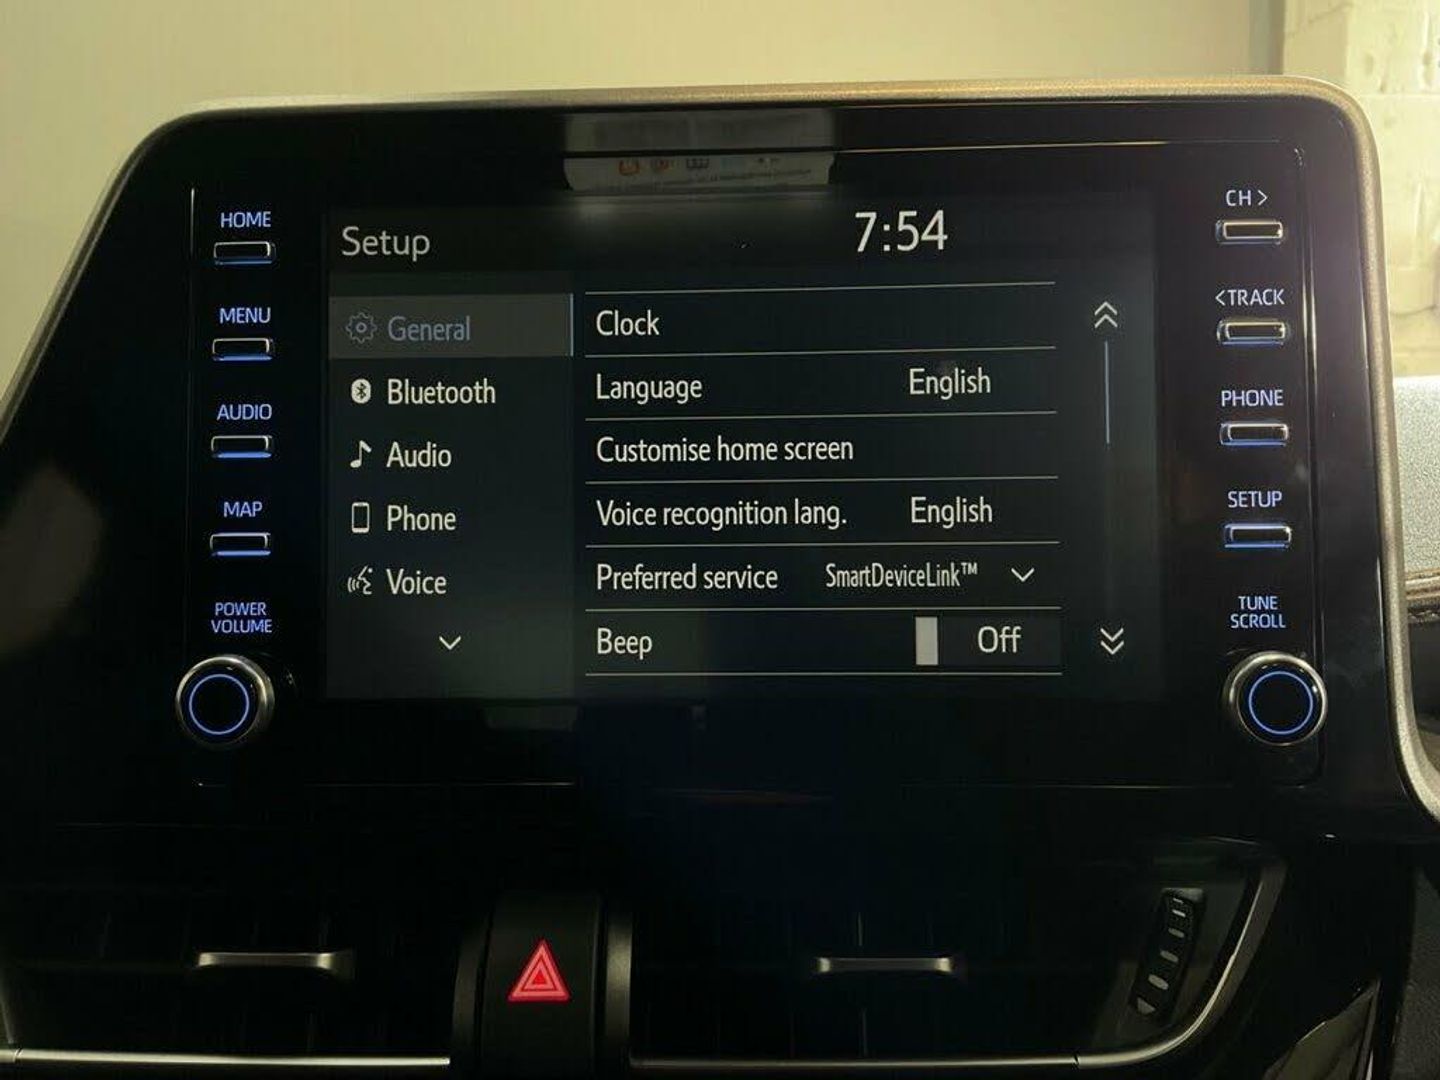 HOME
MENU
AUDIO
MAP
POWER
VOLUME
Setup
7:54
General
Bluetooth
Audio
Phone
Voice
Clock
Language English
Customise home screen
Voice recognition lang. English
Preferred service SmartDeviceLink™
Beep Off
CH >
<TRACK
PHONE
SETUP
TUNE
SCROLL